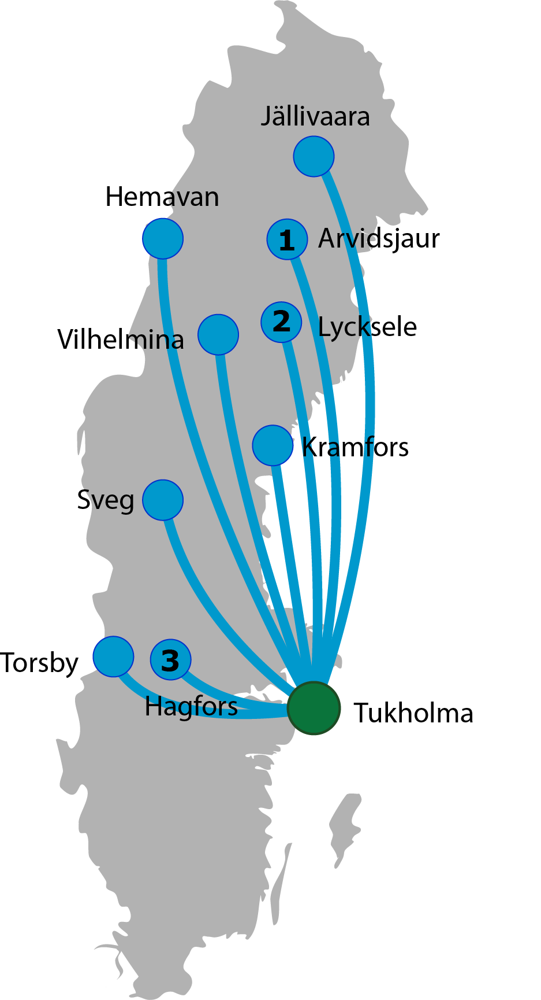 Jällivaara
Hemavan
1 Arvidsjaur
2 Lycksele
Vilhelmina
Kramfors
Sveg
Torsby
3
Hagfors
Tukholma